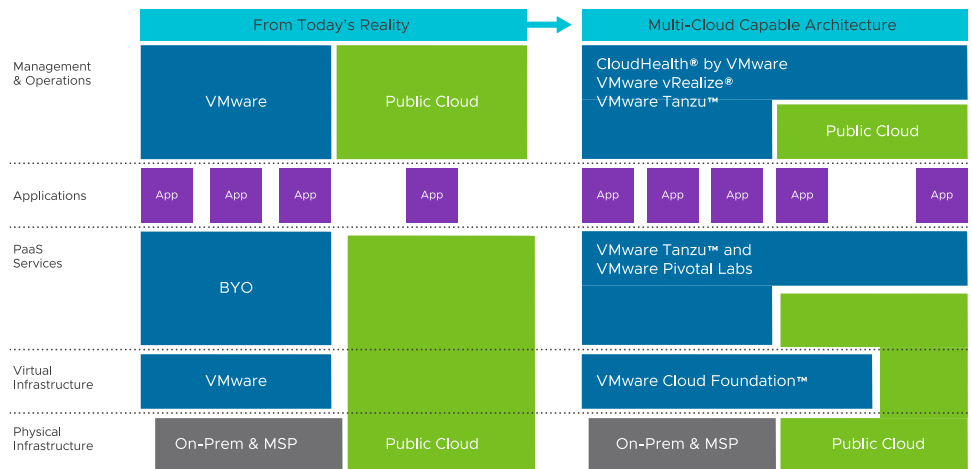 From Today's Reality
Multi-Cloud Capable Architecture
Management
& Operations
VMware
Public Cloud
CloudHealth® by VMware
VMware vRealize®
VMware Tanzu™
Public Cloud
Applications
App
App
App
App
App
App
App
App
App
PaaS
Services
BYO
VMware Tanzu™ and
VMware Pivotal Labs
Virtual
Infrastructure
VMware
VMware Cloud Foundation™
Physical
Infrastructure
On-Prem & MSP
Public Cloud
On-Prem & MSP
Public Cloud